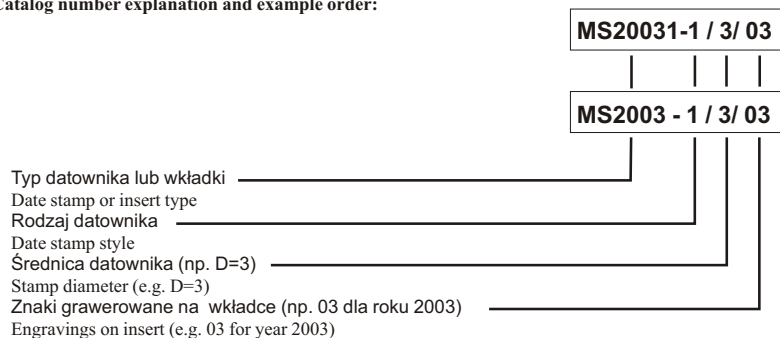 Catalog number explanation and example order:
MS20031-1 / 3/ 03
MS2003 - 1 / 3/ 03
Typ datownika lub wkładki
Date stamp or insert type
Rodzaj datownika
Date stamp style
Średnica datownika (np. D=3)
Stamp diameter (e.g. D=3)
Znaki grawerowane na wkładce (np. 03 dla roku 2003)
Engravings on insert (e.g. 03 for year 2003)